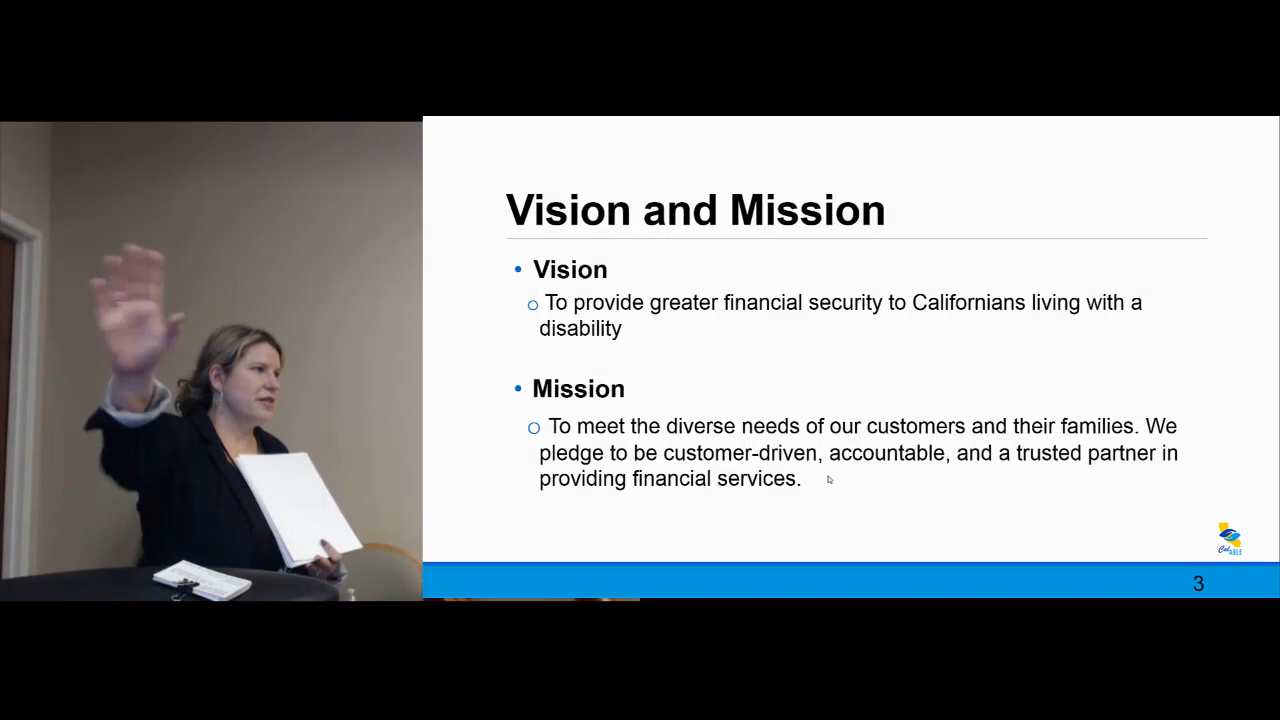 Vision and Mission
• Vision
o To provide greater financial security to Californians living with a
disability
• Mission
o To meet the diverse needs of our customers and their families. We
pledge to be customer-driven, accountable, and a trusted partner in
providing financial services.
CalABLE
3